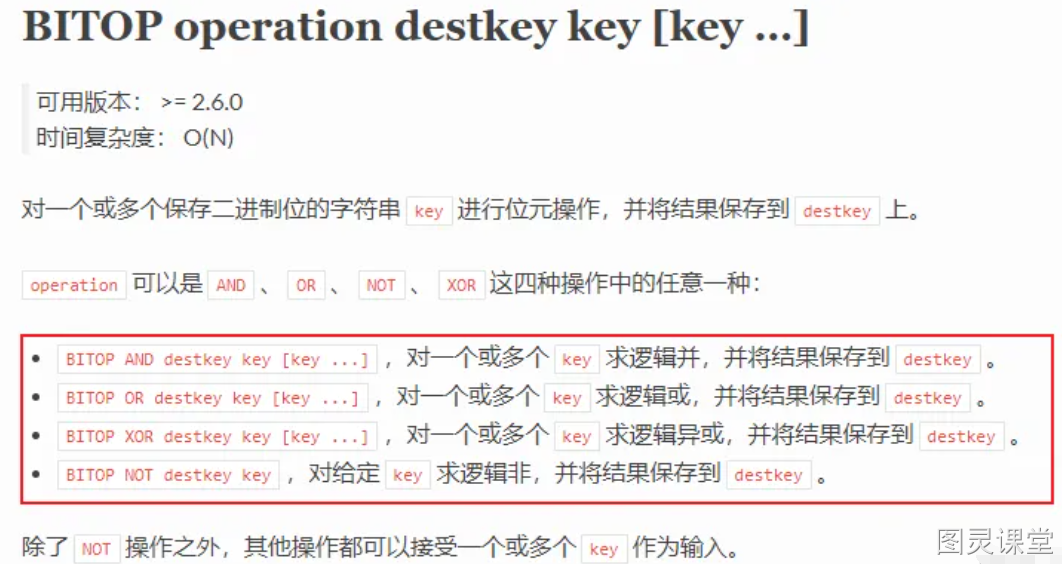 BITOP operation destkey key [key ...]
可用版本： >= 2.6.0
时间复杂度： O(N)
对一个或多个保存二进制位的字符串 key 进行位元操作，并将结果保存到 destkey 上。
operation 可以是 AND 、 OR 、 NOT 、 XOR 这四种操作中的任意一种：
• BITOP AND destkey key [key ...] ，对一个或多个 key 求逻辑并，并将结果保存到 destkey 。
• BITOP OR destkey key [key ...] ，对一个或多个 key 求逻辑或，并将结果保存到 destkey 。
• BITOP XOR destkey key [key ...] ，对一个或多个 key 求逻辑异或，并将结果保存到 destkey 。
• BITOP NOT destkey key ，对给定 key 求逻辑非，并将结果保存到 destkey 。
除了 NOT 操作之外，其他操作都可以接受一个或多个 key 作为输入。
图灵课堂